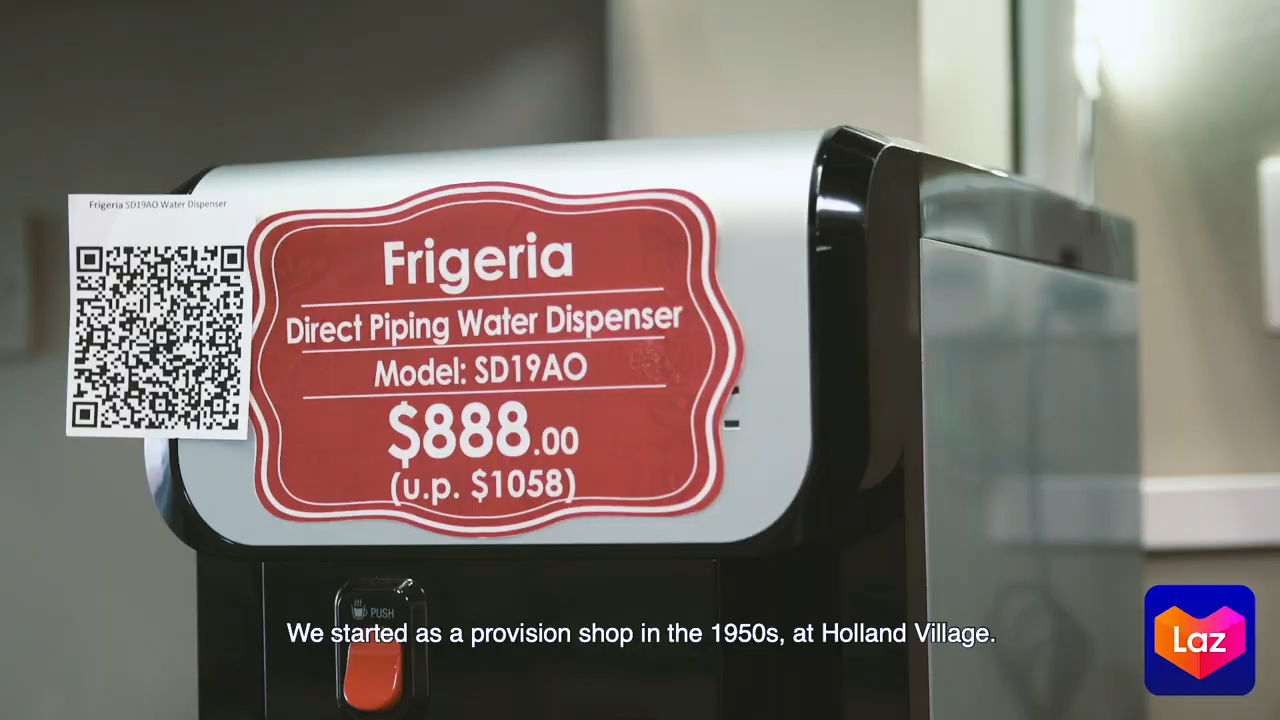 Frigeria SD19AO Water Dispenser
Frigeria
Direct Piping Water Dispenser
Model: SD19AO
$888.00
(u.p. $1058)
PUSH
We started as a provision shop in the 1950s, at Holland Village.
Laz